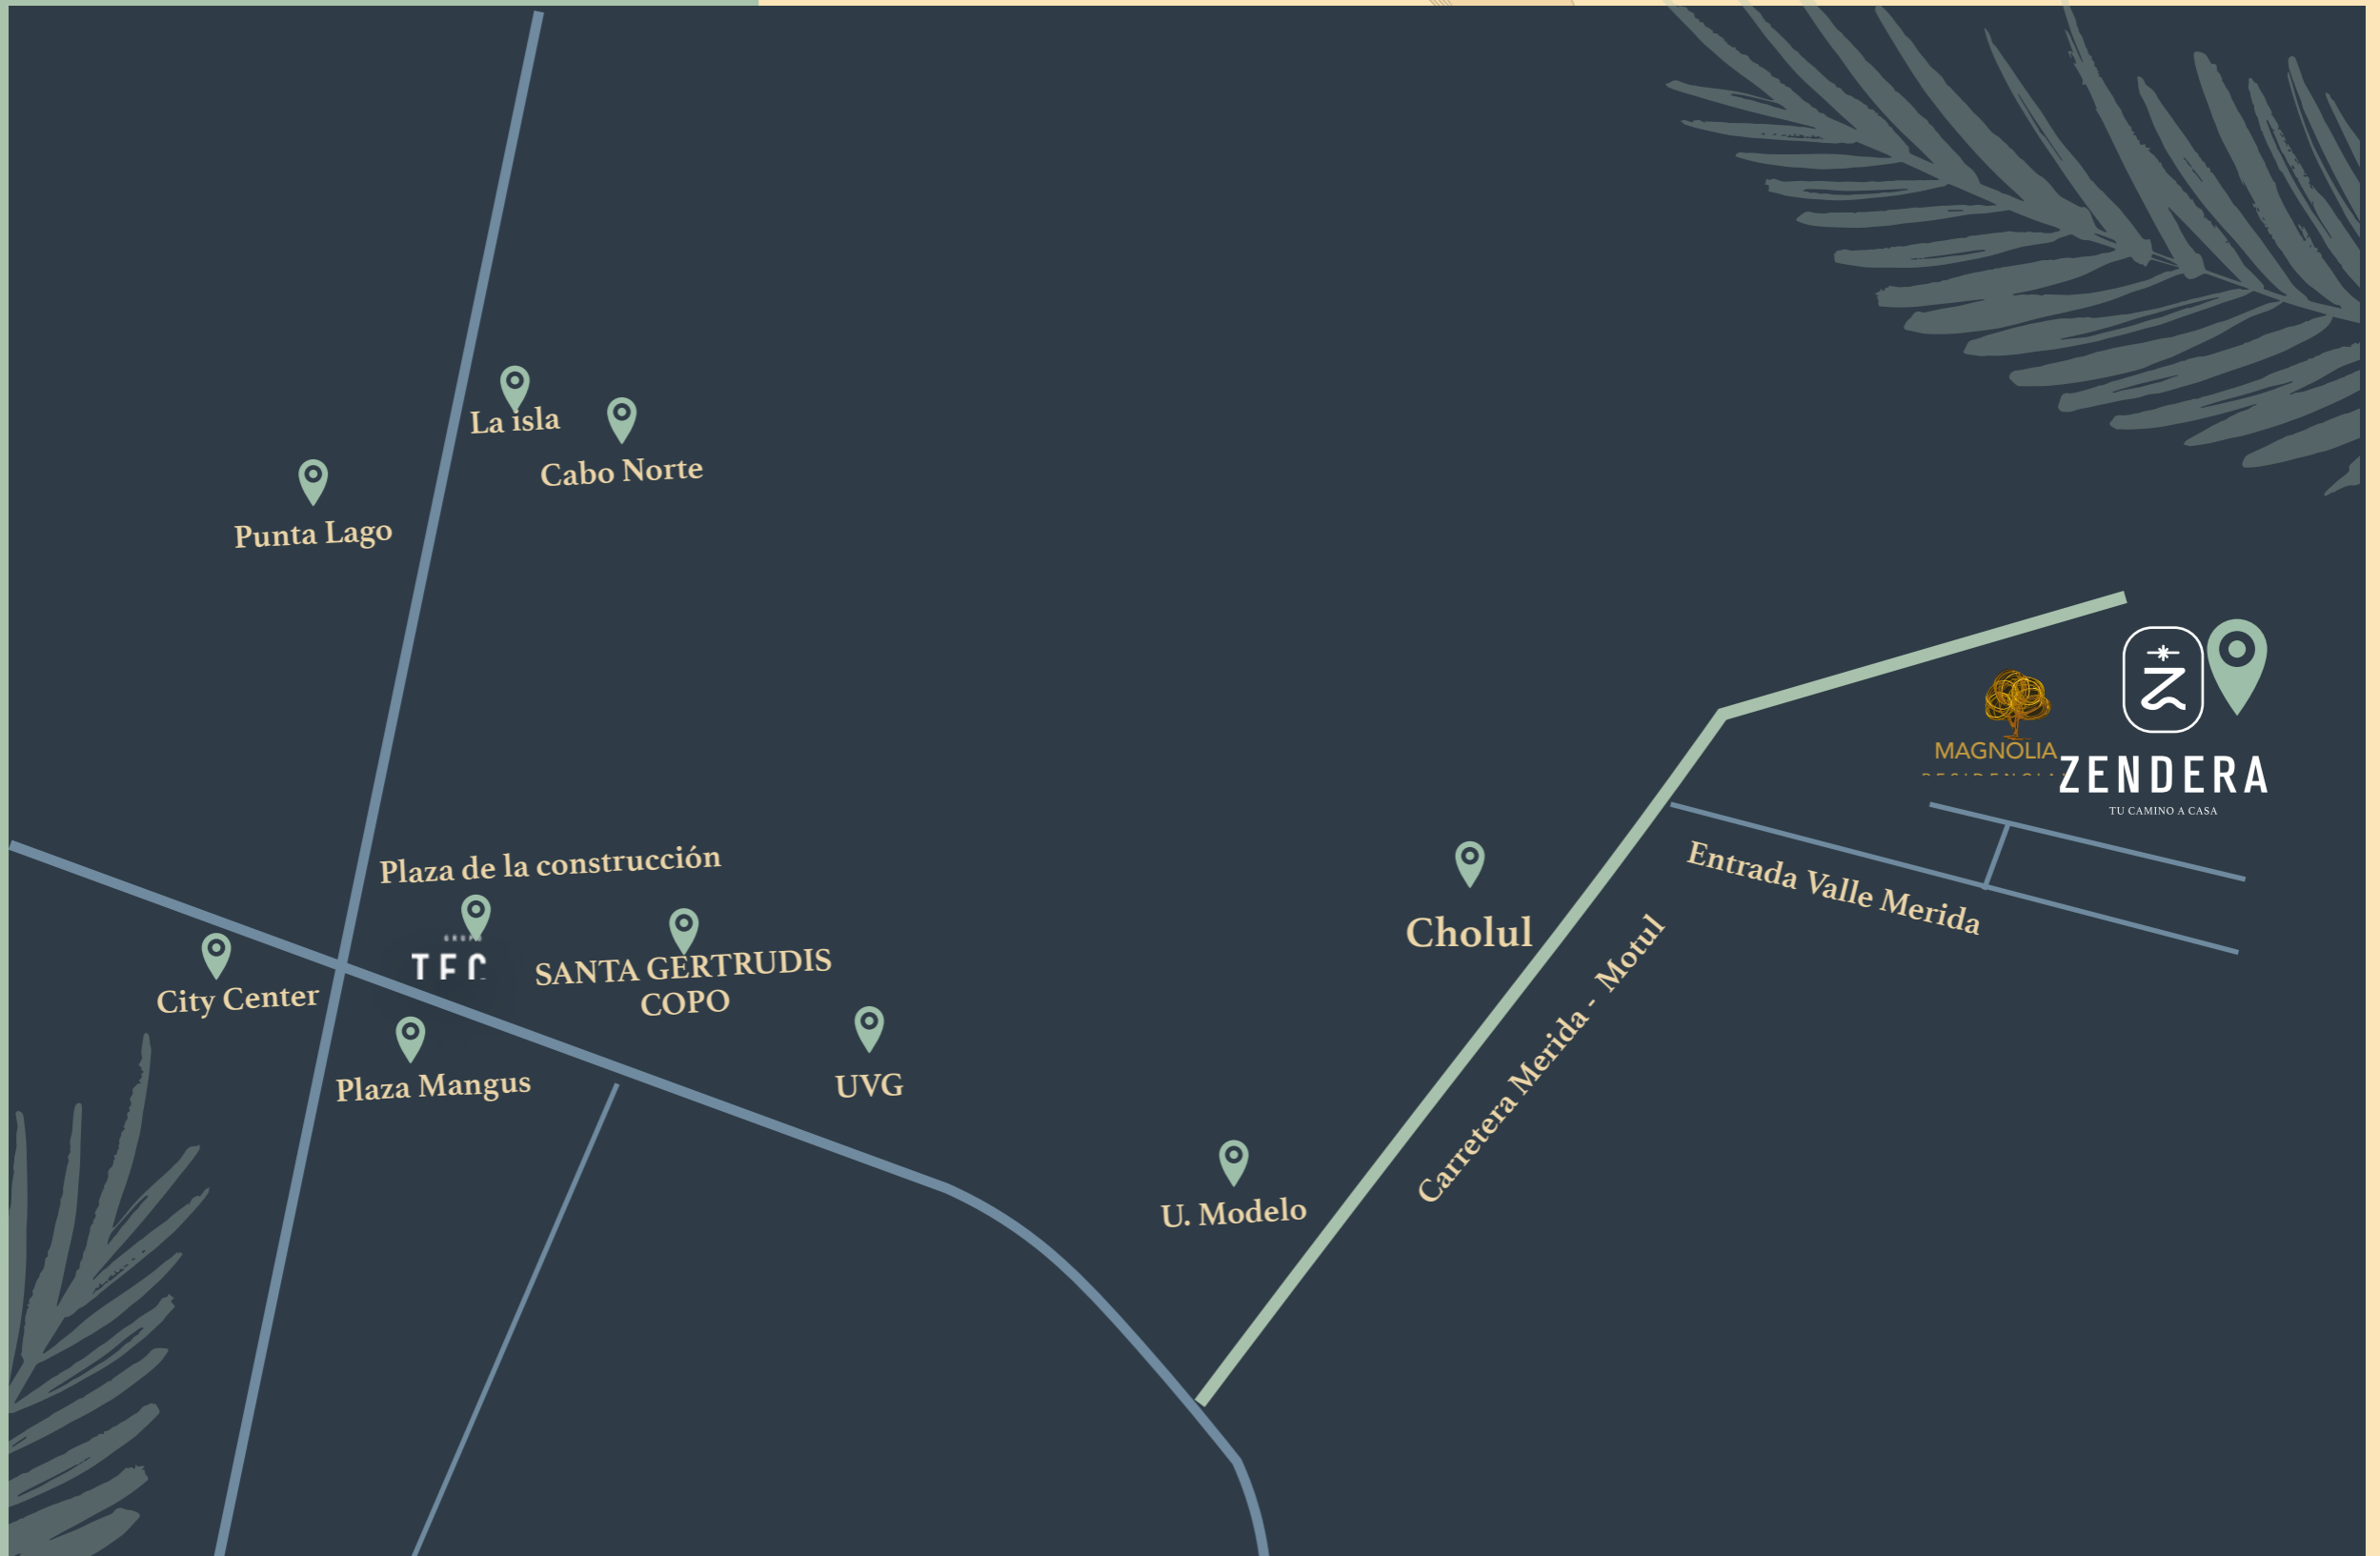 La isla
Cabo Norte
Punta Lago
MAGNOLIA
ZENDERA
TU CAMINO A CASA
Plaza de la construcción
Entrada Valle Merida
Cholul
SANTA GERTRUDIS
COPO
City Center
Carretera Merida - Motul
UVG
Plaza Mangus
U. Modelo